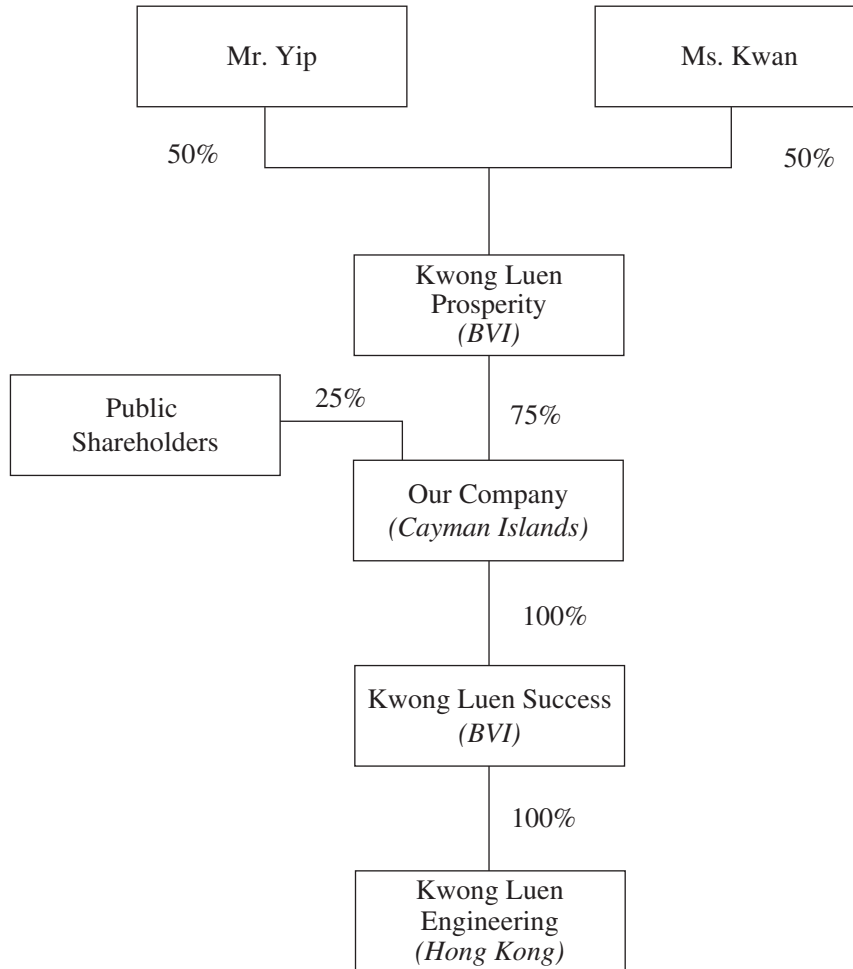 Mr. Yip
Ms. Kwan
50%
50%
Kwong Luen
Prosperity
(BVI)
Public
Shareholders
25%
75%
Our Company
(Cayman Islands)
100%
Kwong Luen Success
(BVI)
100%
Kwong Luen
Engineering
(Hong Kong)